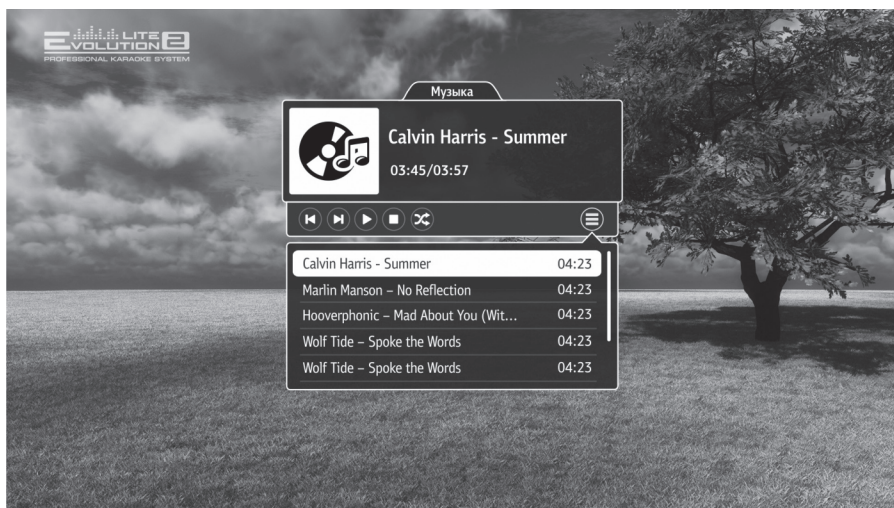 EVOLUTION LITE 2
PROFESSIONAL KARAOKE SYSTEM
Музыка
Calvin Harris - Summer
03:45/03:57
Calvin Harris - Summer 04:23
Marlin Manson – No Reflection 04:23
Hooverphonic – Mad About You (Wit... 04:23
Wolf Tide – Spoke the Words 04:23
Wolf Tide – Spoke the Words 04:23